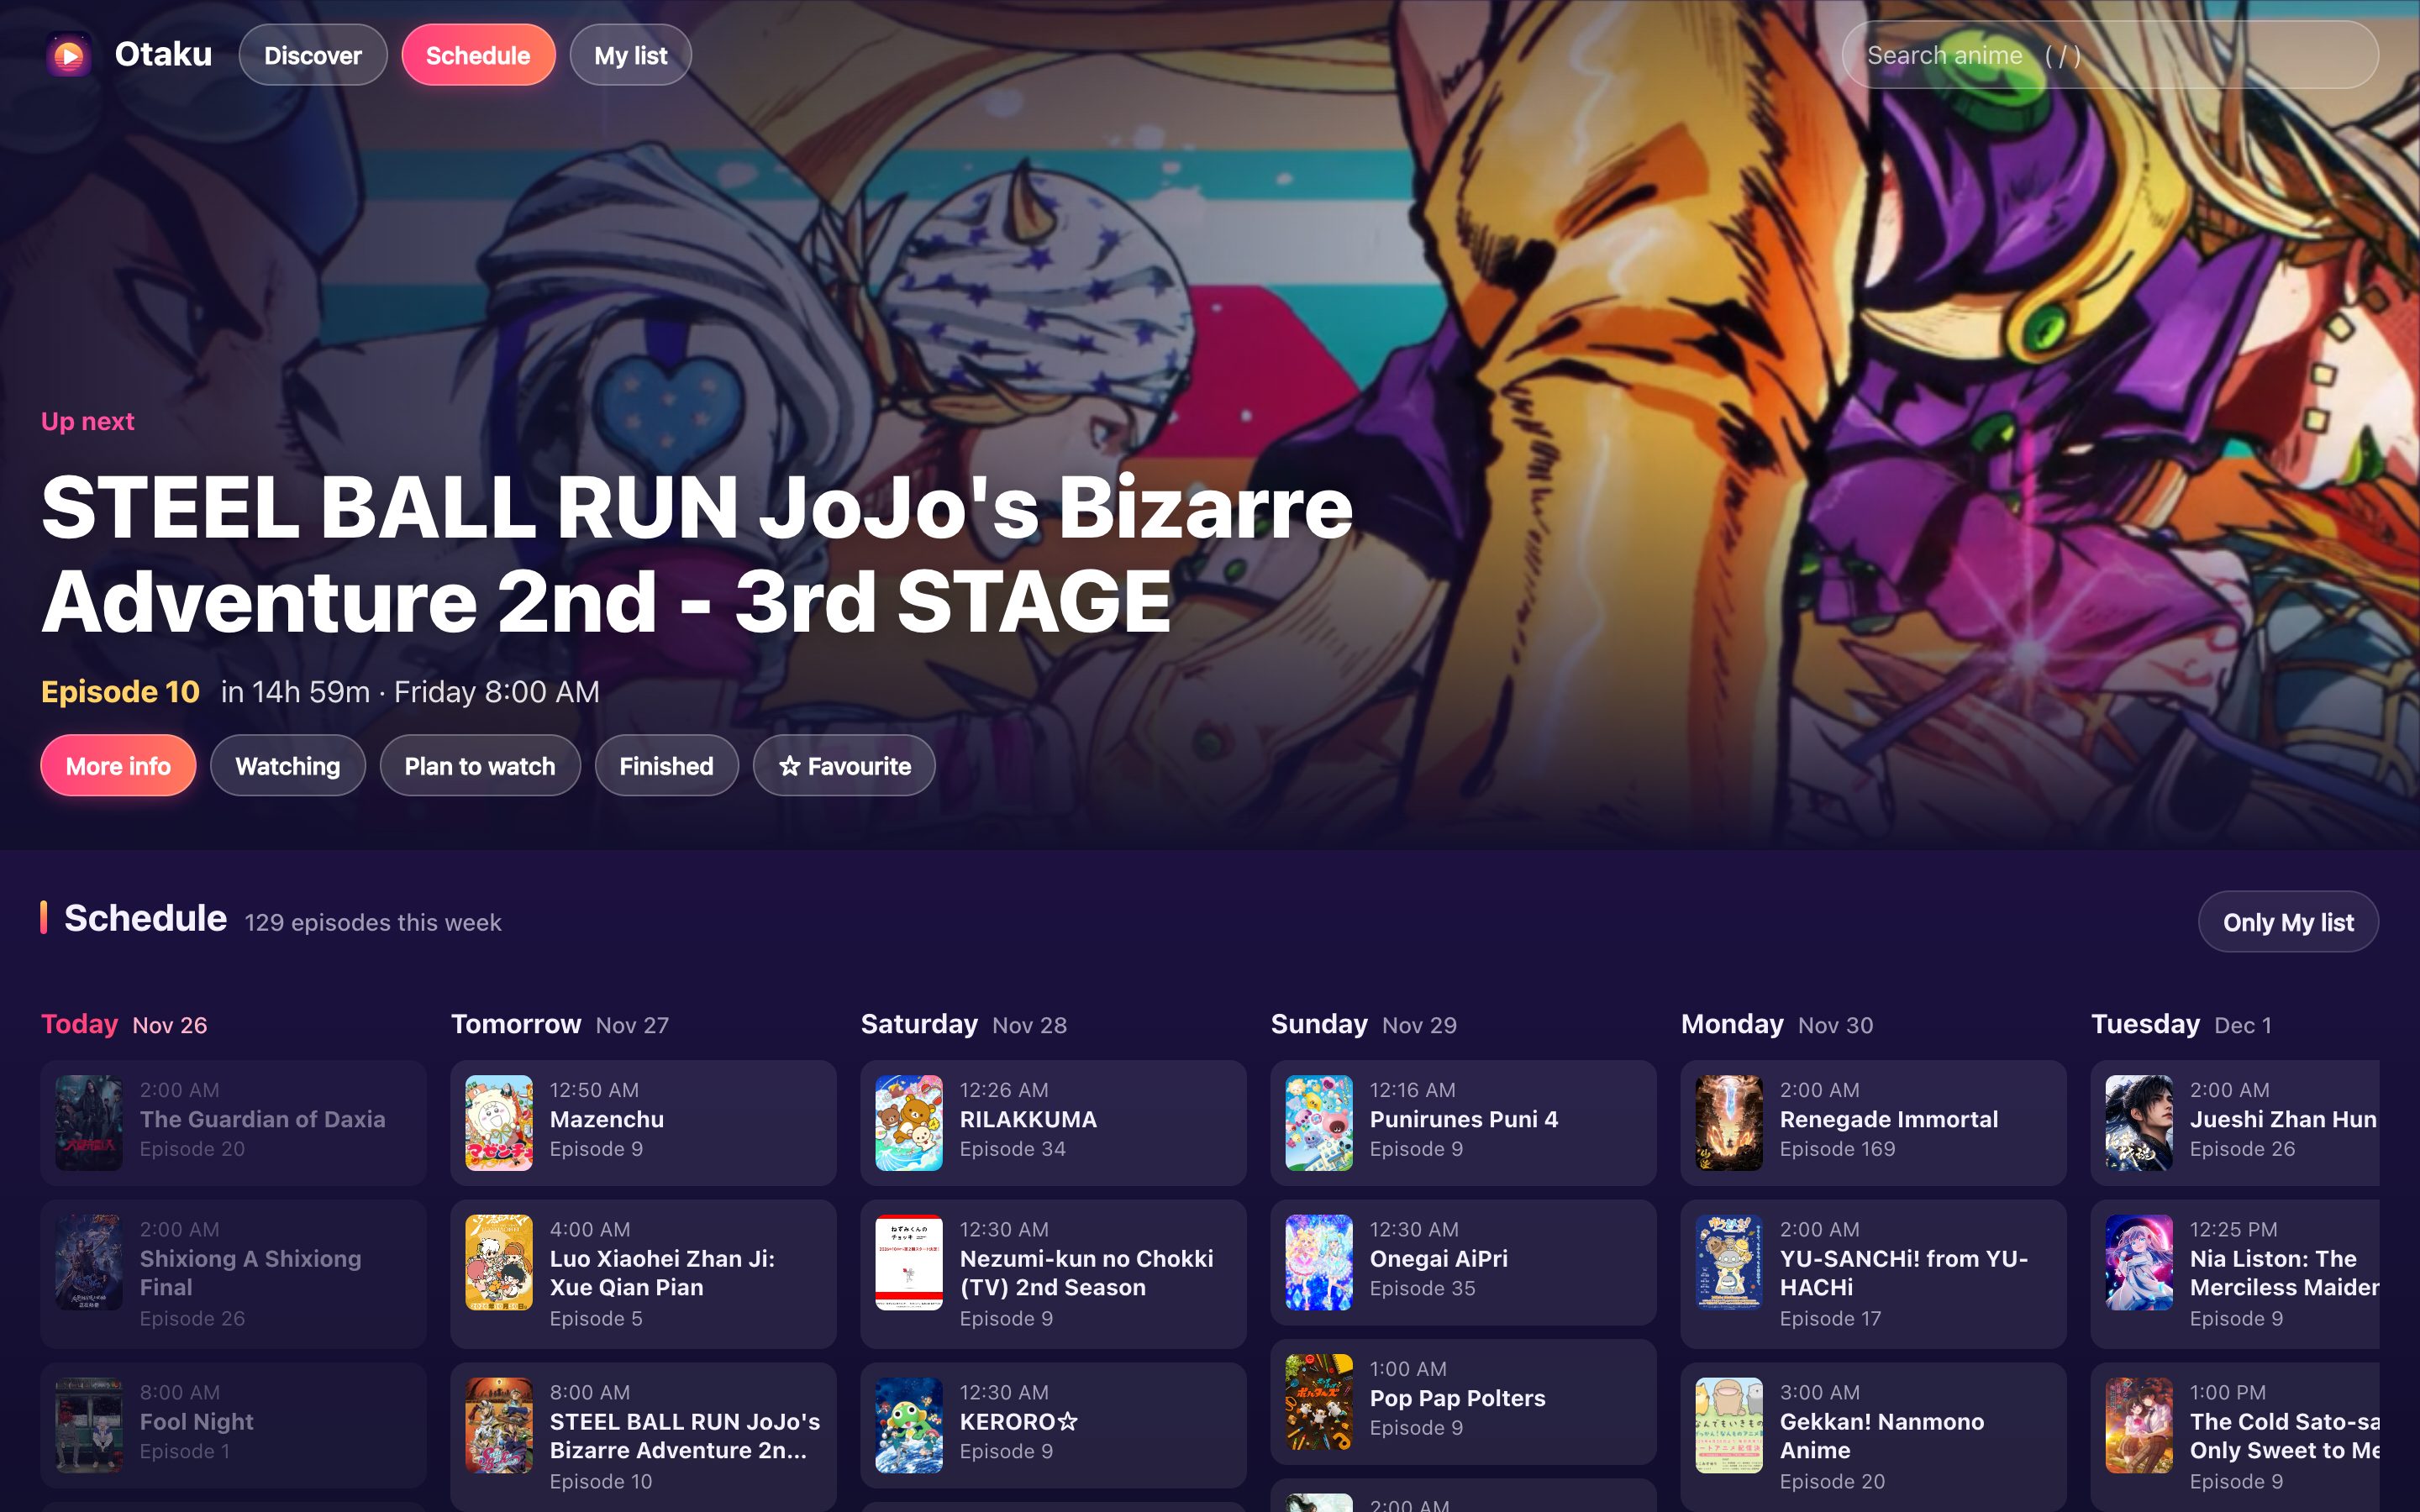 Otaku
Discover
Schedule
My list
Search anime ( / )
Up next
STEEL BALL RUN JoJo's Bizarre
Adventure 2nd - 3rd STAGE
Episode 10 in 14h 59m · Friday 8:00 AM
More info
Watching
Plan to watch
Finished
☆ Favourite
Schedule 129 episodes this week
Only My list
Today Nov 26
2:00 AM
The Guardian of Daxia
Episode 20
2:00 AM
Shixiong A Shixiong
Final
Episode 26
8:00 AM
Fool Night
Episode 1
Tomorrow Nov 27
12:50 AM
Mazenchu
Episode 9
4:00 AM
Luo Xiaohei Zhan Ji:
Xue Qian Pian
Episode 5
8:00 AM
STEEL BALL RUN JoJo's
Bizarre Adventure 2n...
Episode 10
Saturday Nov 28
12:26 AM
RILAKKUMA
Episode 34
12:30 AM
Nezumi-kun no Chokki
(TV) 2nd Season
Episode 9
ねずみくんの
チョッキ
12:30 AM
KERORO☆
Episode 9
Sunday Nov 29
12:16 AM
Punirunes Puni 4
Episode 9
12:30 AM
Onegai AiPri
Episode 35
1:00 AM
Pop Pap Polters
Episode 9
2:00 AM
Monday Nov 30
2:00 AM
Renegade Immortal
Episode 169
2:00 AM
YU-SANCHi! from YU-
HACHi
Episode 17
3:00 AM
Gekkan! Nanmono
Anime
Episode 20
Tuesday Dec 1
2:00 AM
Jueshi Zhan Hun
Episode 26
12:25 PM
Nia Liston: The
Merciless Maiden
Episode 9
1:00 PM
The Cold Sato-sa
Only Sweet to Me
Episode 9